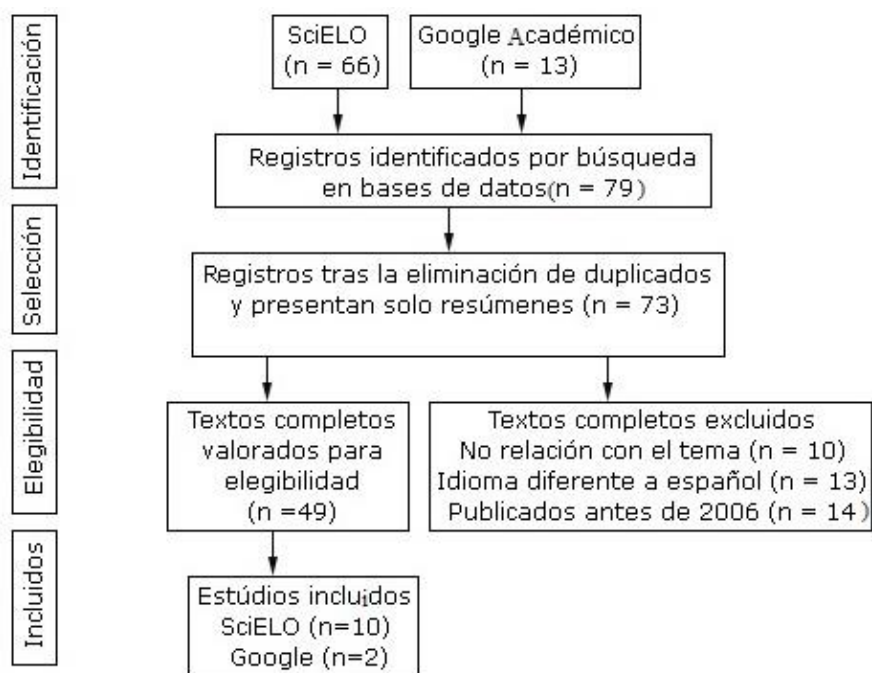 Identificación
SciELO
(n = 66)
Google Académico
(n = 13)
Registros identificados por búsqueda
en bases de datos(n = 79)
Selección
Registros tras la eliminación de duplicados
y presentan solo resúmenes (n = 73)
Elegibilidad
Textos completos
valorados para
elegibilidad
(n =49)
Textos completos excluidos
No relación con el tema (n = 10)
Idioma diferente a español (n = 13)
Publicados antes de 2006 (n = 14)
Incluidos
Estúdios incluidos
SciELO (n=10)
Google (n=2)